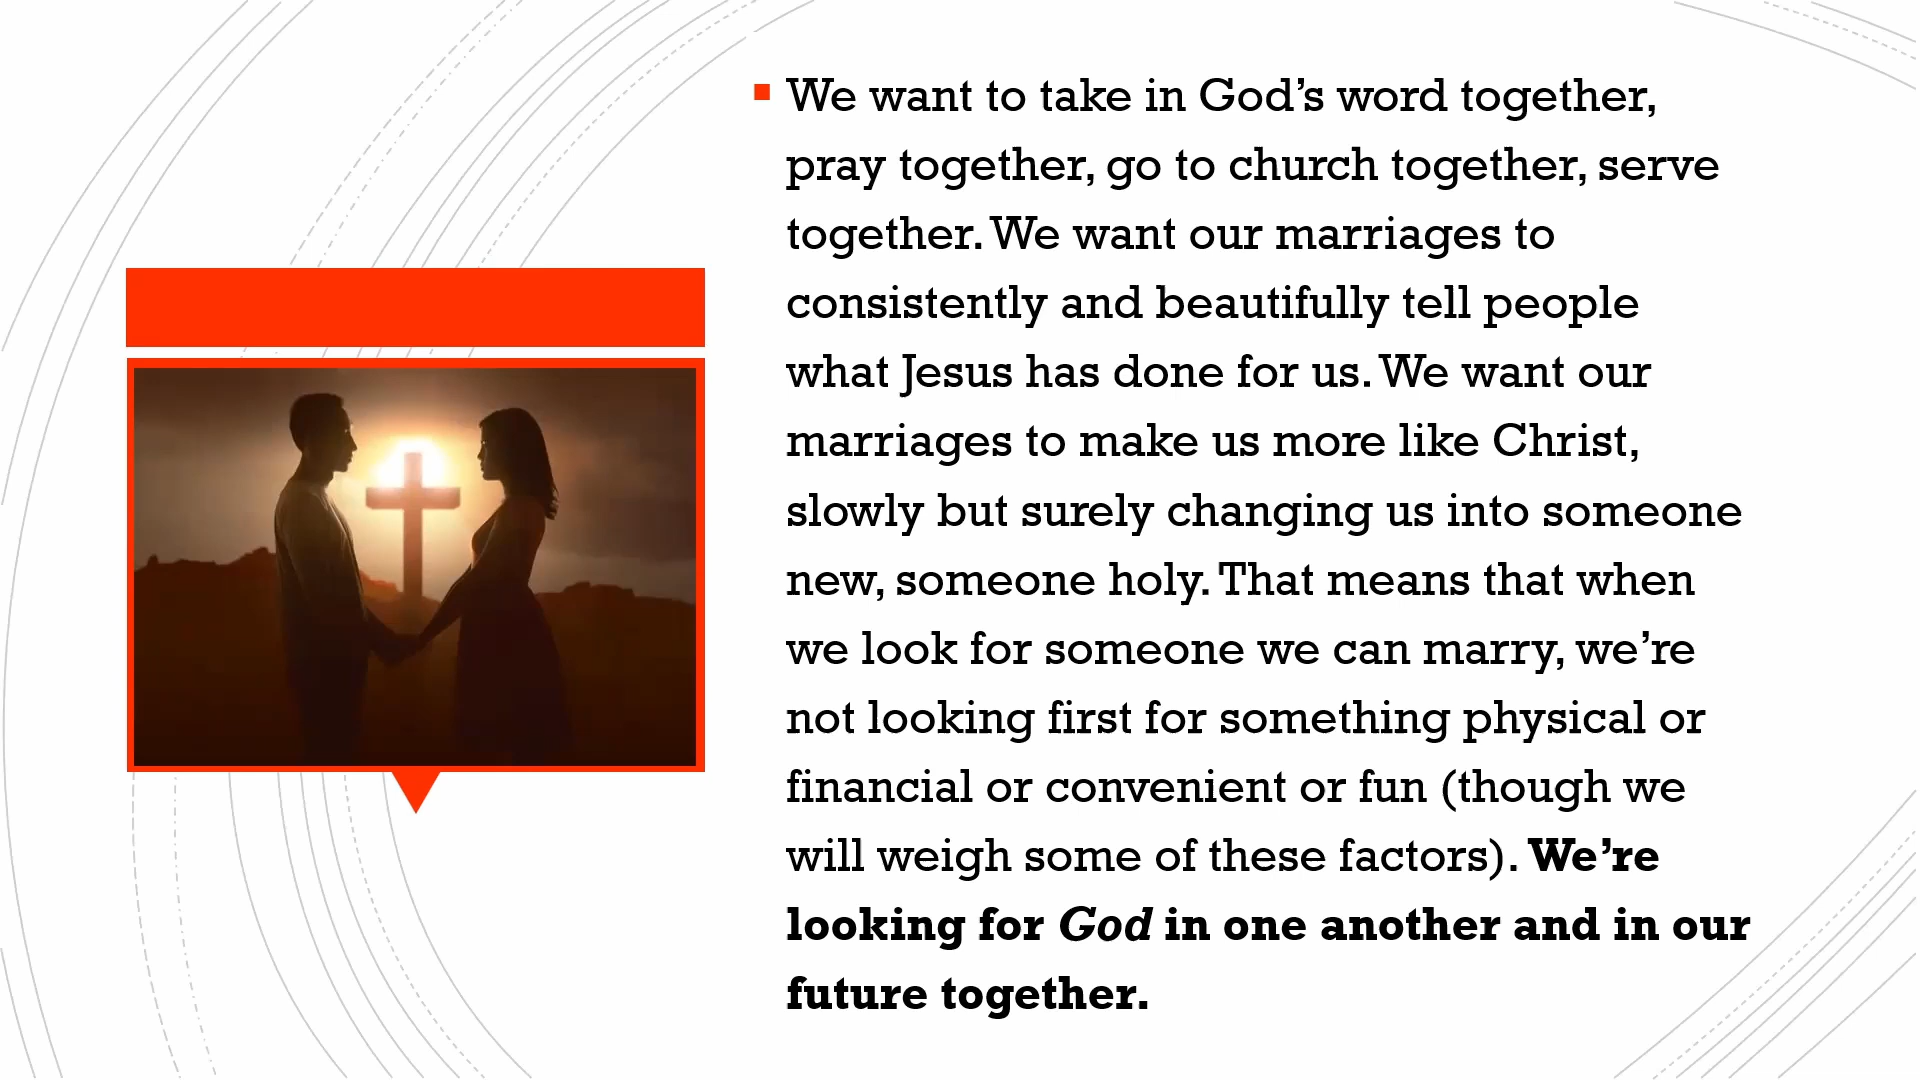 We want to take in God’s word together,
pray together, go to church together, serve
together. We want our marriages to
consistently and beautifully tell people
what Jesus has done for us. We want our
marriages to make us more like Christ,
slowly but surely changing us into someone
new, someone holy. That means that when
we look for someone we can marry, we’re
not looking first for something physical or
financial or convenient or fun (though we
will weigh some of these factors). We’re
looking for God in one another and in our
future together.